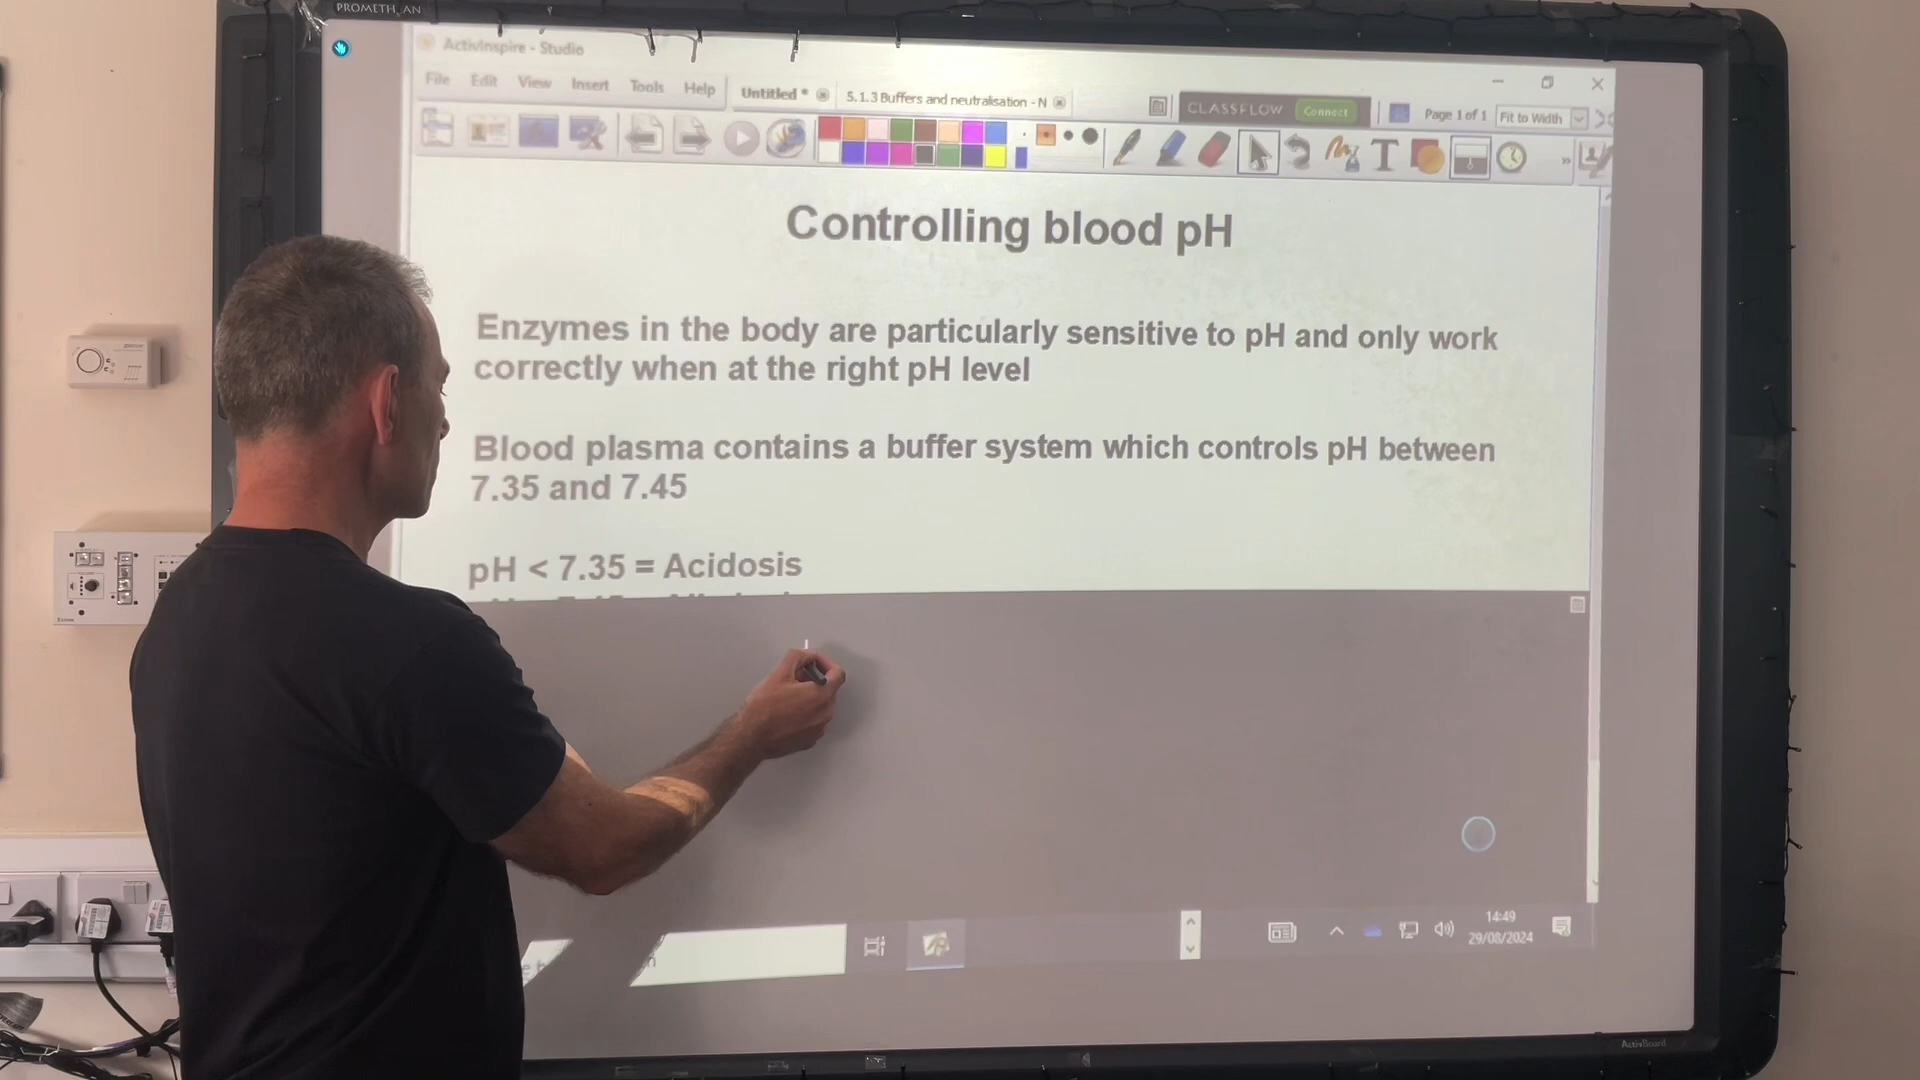 PROMETHEAN
ActivInspire - Studio
File Edit View Insert Tools Help
Untitled *
5.1.3 Buffers and neutralisation - N
CLASSFLOW
Connect
Page 1 of 1
Fit to Width
Controlling blood pH
Enzymes in the body are particularly sensitive to pH and only work
correctly when at the right pH level
Blood plasma contains a buffer system which controls pH between
7.35 and 7.45
pH < 7.35 = Acidosis
14:49
29/08/2024
ActivBoard